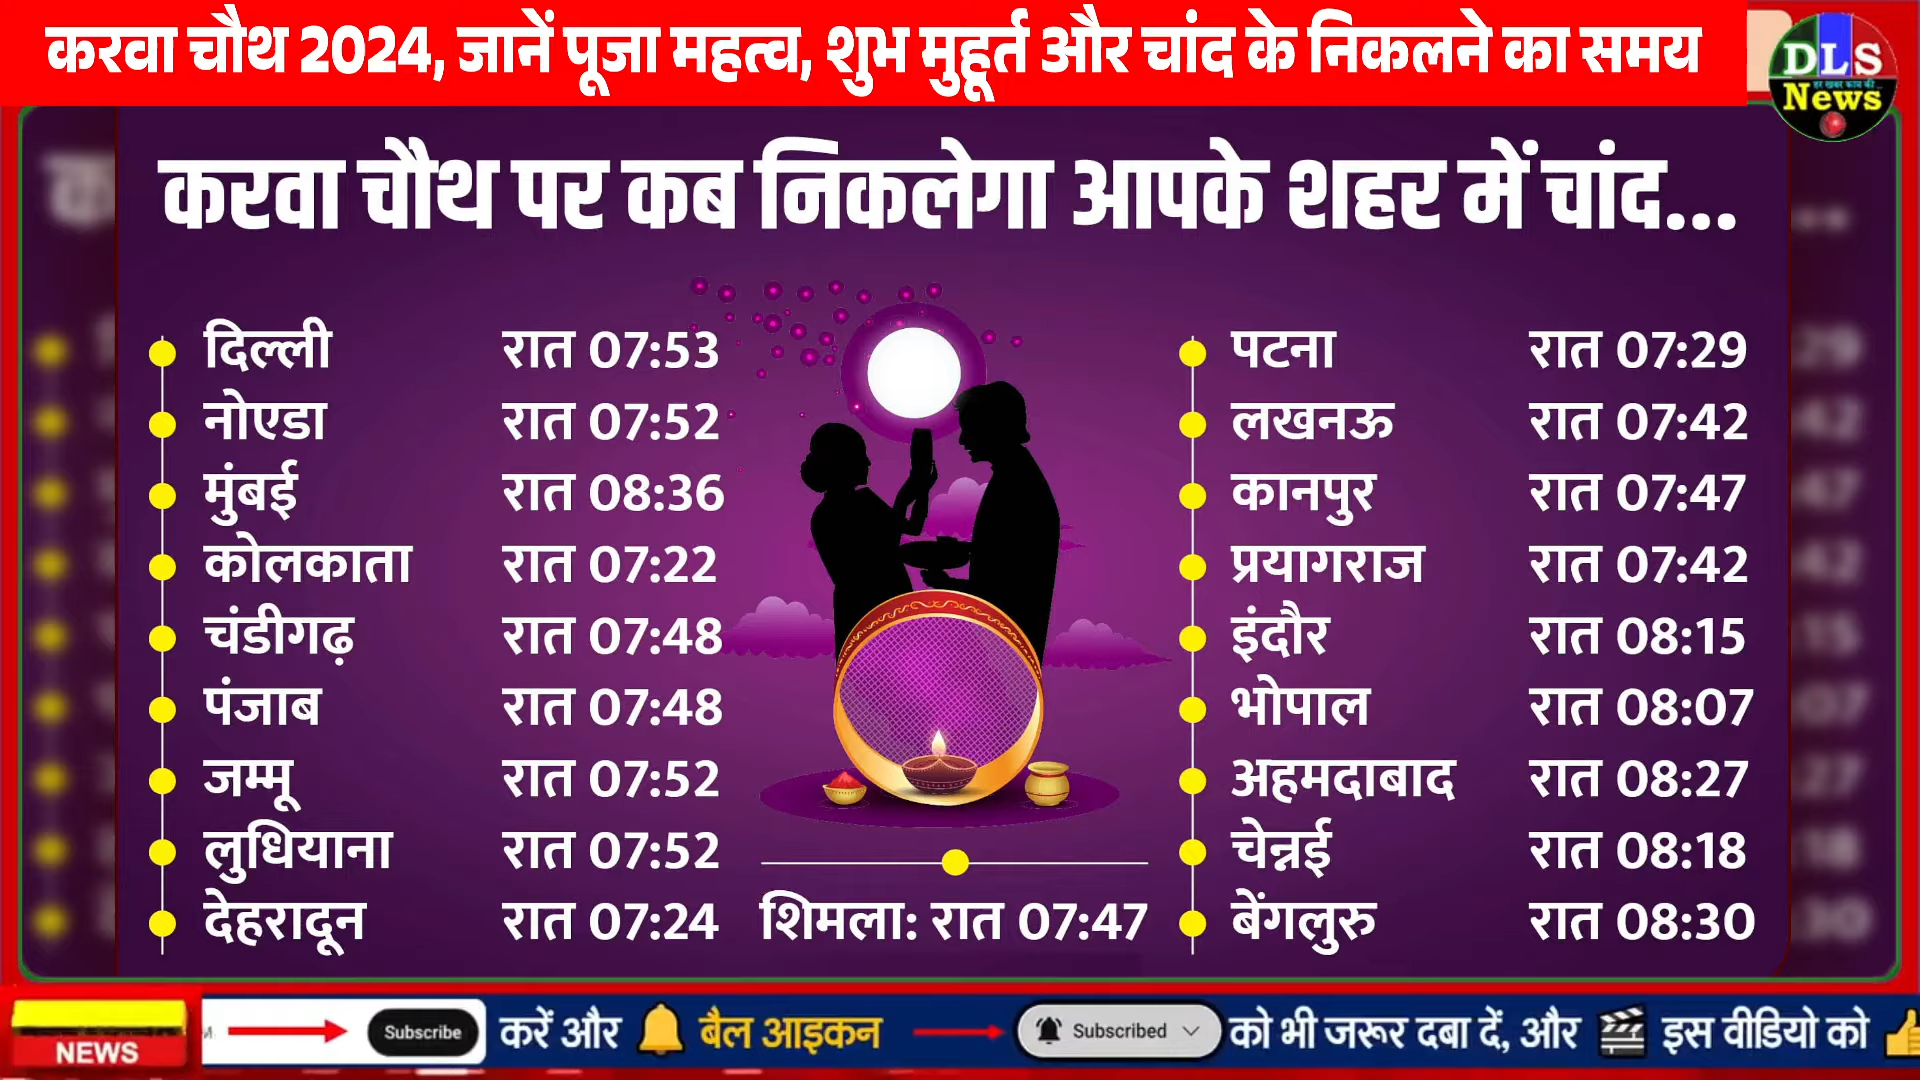 करवा चौथ 2024, जानें पूजा महत्व, शुभ मुहूर्त और चांद के निकलने का समय
DLS
हर खबर काम की
News
करवा चौथ पर कब निकलेगा आपके शहर में चांद...
दिल्ली रात 07:53
नोएडा रात 07:52
मुंबई रात 08:36
कोलकाता रात 07:22
चंडीगढ़ रात 07:48
पंजाब रात 07:48
जम्मू रात 07:52
लुधियाना रात 07:52
देहरादून रात 07:24
शिमला: रात 07:47
पटना रात 07:29
लखनऊ रात 07:42
कानपुर रात 07:47
प्रयागराज रात 07:42
इंदौर रात 08:15
भोपाल रात 08:07
अहमदाबाद रात 08:27
चेन्नई रात 08:18
बेंगलुरु रात 08:30
NEWS
Subscribe करें और बैल आइकन Subscribed को भी जरूर दबा दें, और इस वीडियो को